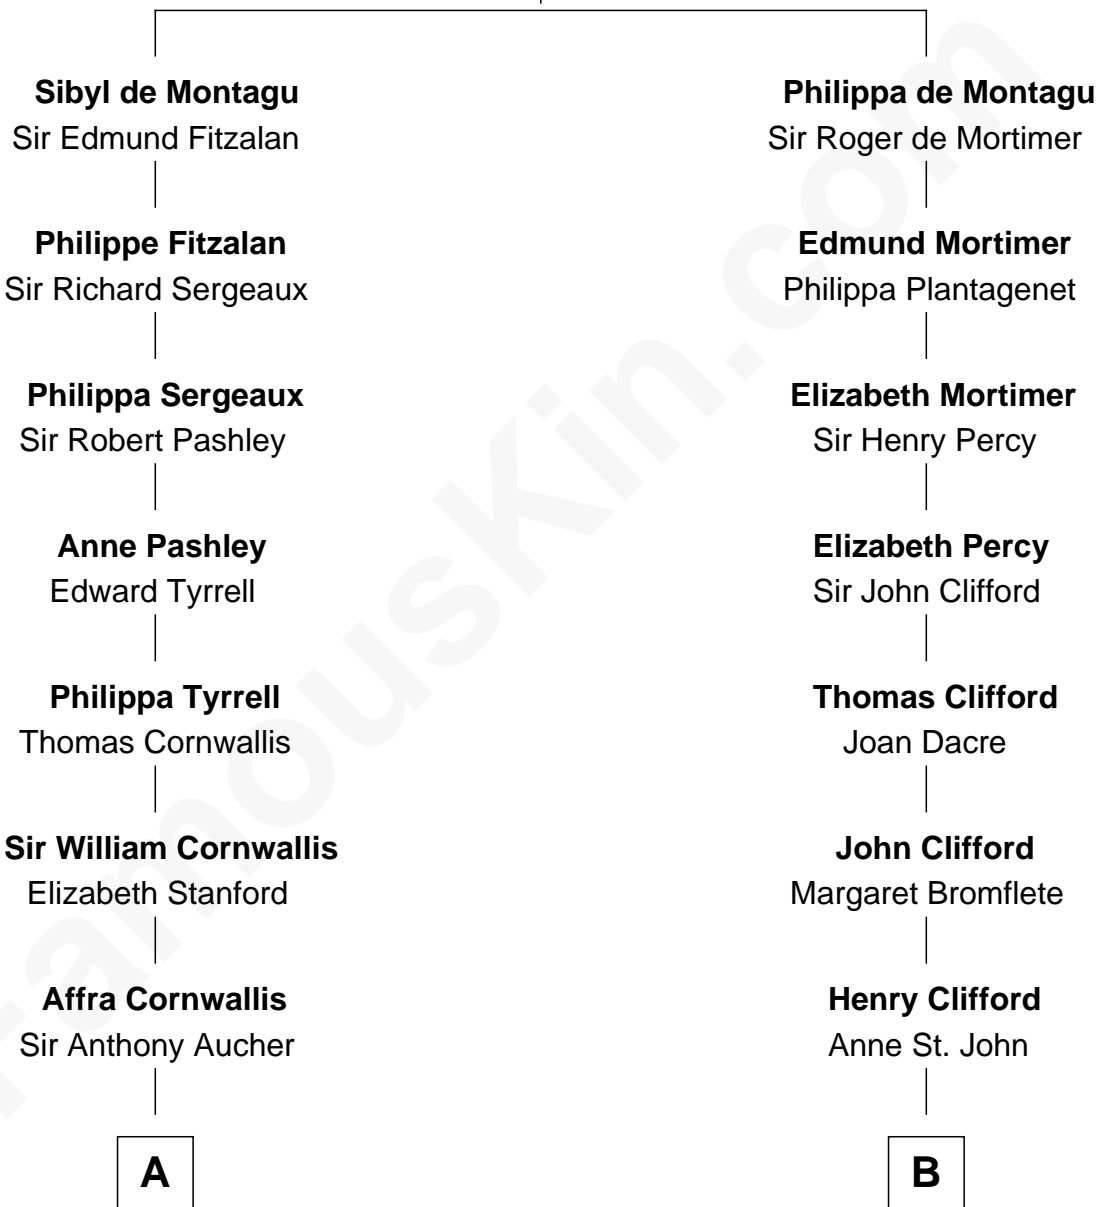 Sibyl de Montagu
Sir Edmund Fitzalan
Philippe Fitzalan
Sir Richard Sergeaux
Philippa Sergeaux
Sir Robert Pashley
Anne Pashley
Edward Tyrrell
Philippa Tyrrell
Thomas Cornwallis
Sir William Cornwallis
Elizabeth Stanford
Affra Cornwallis
Sir Anthony Aucher
A
Philippa de Montagu
Sir Roger de Mortimer
Edmund Mortimer
Philippa Plantagenet
Elizabeth Mortimer
Sir Henry Percy
Elizabeth Percy
Sir John Clifford
Thomas Clifford
Joan Dacre
John Clifford
Margaret Bromflete
Henry Clifford
Anne St. John
B
FamousKin.com